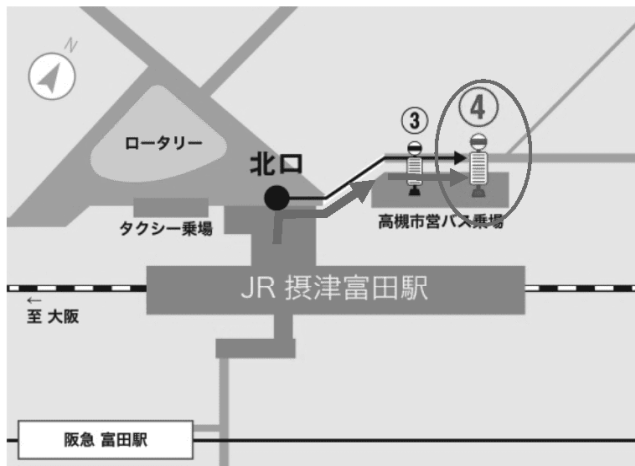 N
④
③
ロータリー
北口
タクシー乗場
高槻市営バス乗場
JR 摂津富田駅
←
至 大阪
阪急 富田駅